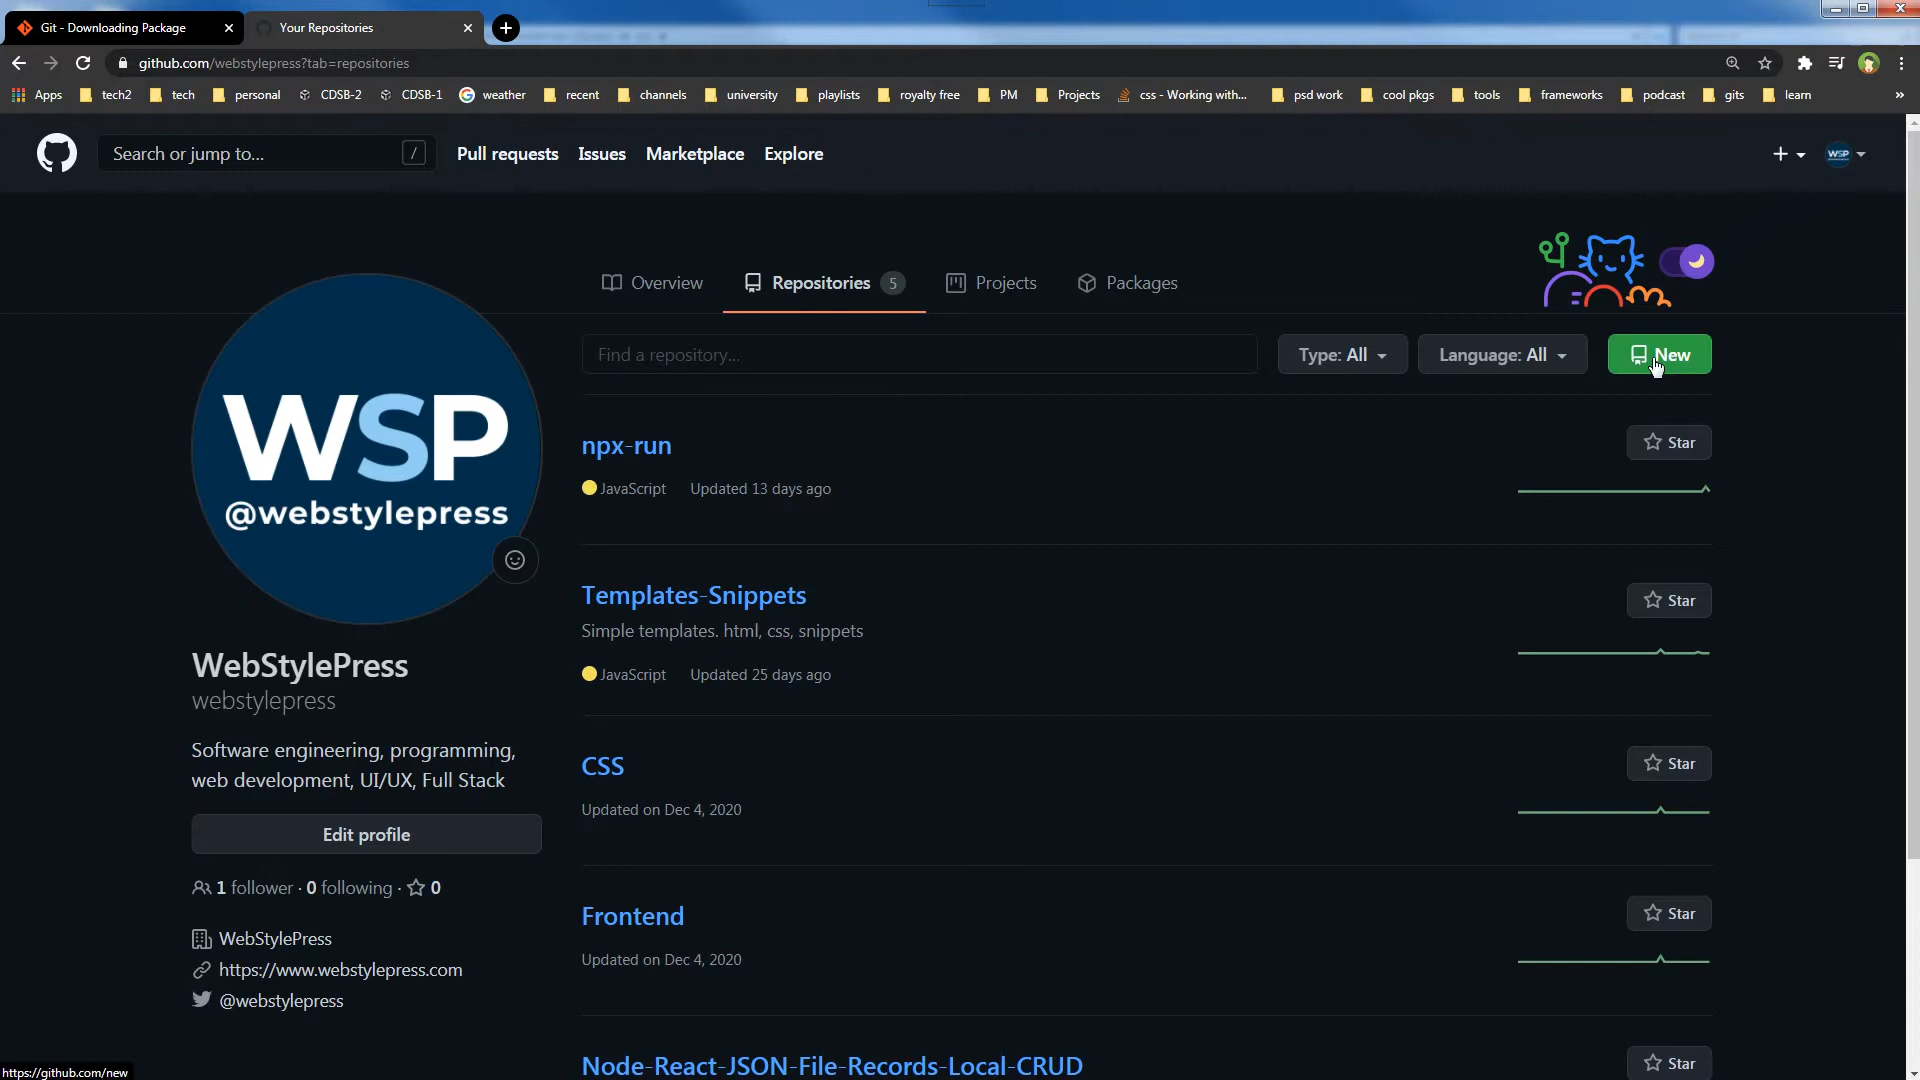 Git - Downloading Package
Your Repositories
github.com/webstylepress?tab=repositories
Apps tech2 tech personal CDSB-2 CDSB-1 weather recent channels university playlists royalty free PM Projects css - Working with... psd work cool pkgs tools frameworks podcast gits learn »
Search or jump to... / Pull requests Issues Marketplace Explore WSP
Overview Repositories 5 Projects Packages
Find a repository... Type: All Language: All New
WSP
@webstylepress
WebStylePress
webstylepress
Software engineering, programming,
web development, UI/UX, Full Stack
Edit profile
1 follower · 0 following · 0
WebStylePress
https://www.webstylepress.com
@webstylepress
npx-run
Star
JavaScript Updated 13 days ago
Templates-Snippets
Star
Simple templates. html, css, snippets
JavaScript Updated 25 days ago
CSS
Star
Updated on Dec 4, 2020
Frontend
Star
Updated on Dec 4, 2020
Node-React-JSON-File-Records-Local-CRUD
Star
https://github.com/new